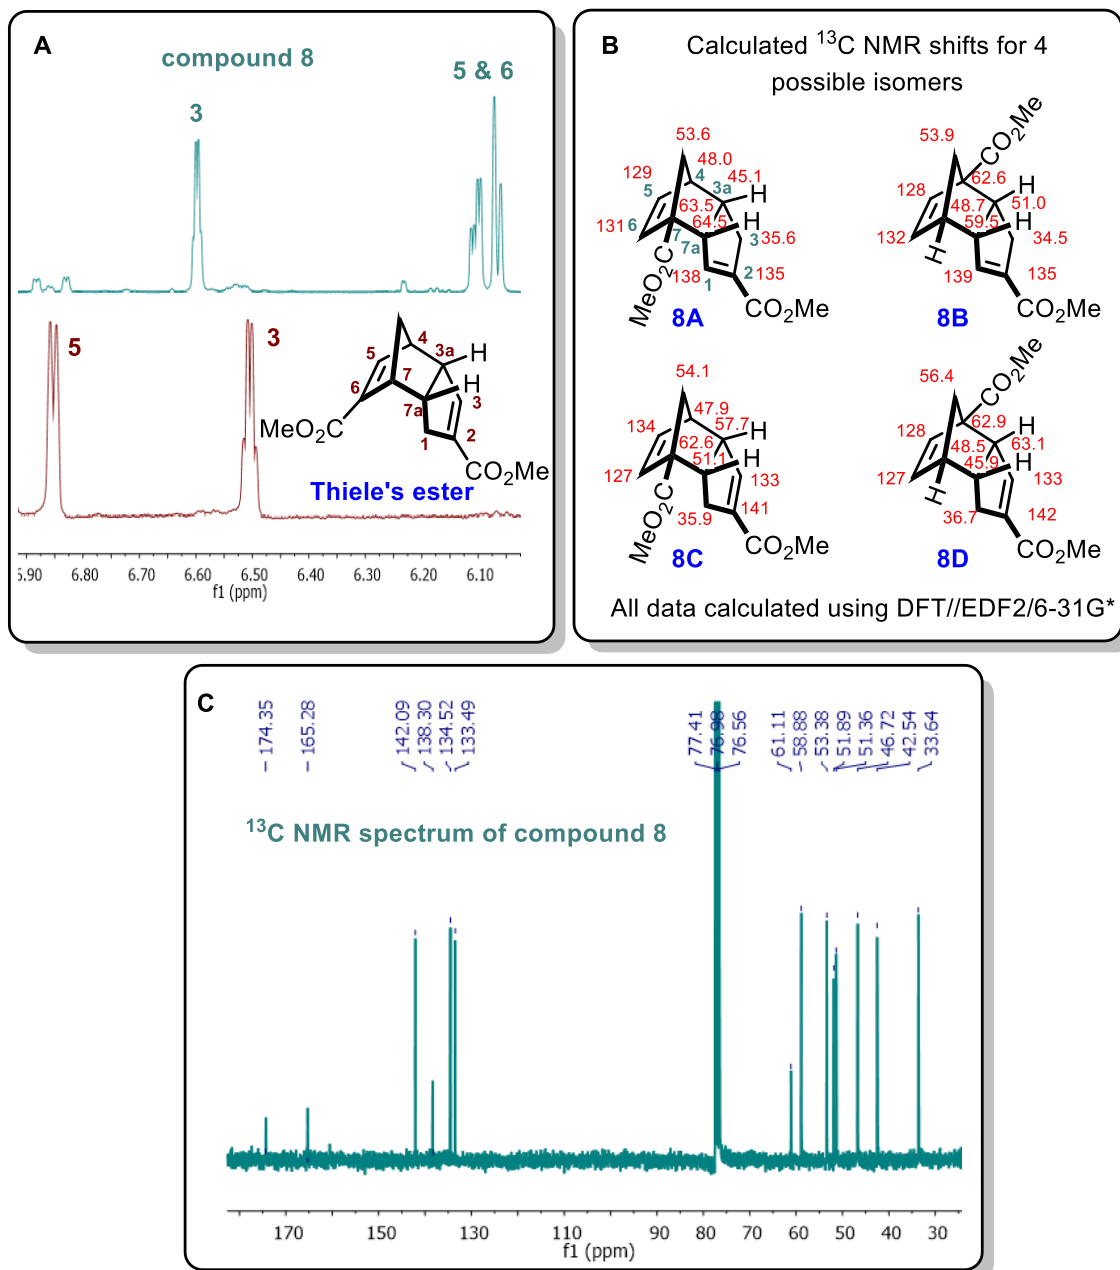 A
compound 8
5 & 6
3
5
3
4
3a
H
5
7
H
6
7a
3
1
2
MeO2C
CO2Me
Thiele's ester
6.90 6.80 6.70 6.60 6.50 6.40 6.30 6.20 6.10
f1 (ppm)
B
Calculated 13C NMR shifts for 4
possible isomers
53.6
129
48.0
4
45.1
3a
H
5
63.5
64.5
H
131
6
7
7a
3
35.6
138
1
2
135
MeO2C
CO2Me
8A
53.9
CO2Me
128
62.6
H
48.7
51.0
59.5
H
132
34.5
H
139
135
CO2Me
8B
54.1
134
47.9
57.7
H
62.6
51.1
H
127
133
141
35.9
MeO2C
CO2Me
8C
56.4
CO2Me
128
62.9
H
48.5
63.1
45.9
H
127
133
H
142
36.7
CO2Me
8D
All data calculated using DFT//EDF2/6-31G*
C
174.35
165.28
142.09
138.30
134.52
133.49
77.41
76.98
76.56
61.11
58.88
53.38
51.89
51.36
46.72
42.54
33.64
13C NMR spectrum of compound 8
170 150 130 110 90 80 70 60 50 40 30
f1 (ppm)